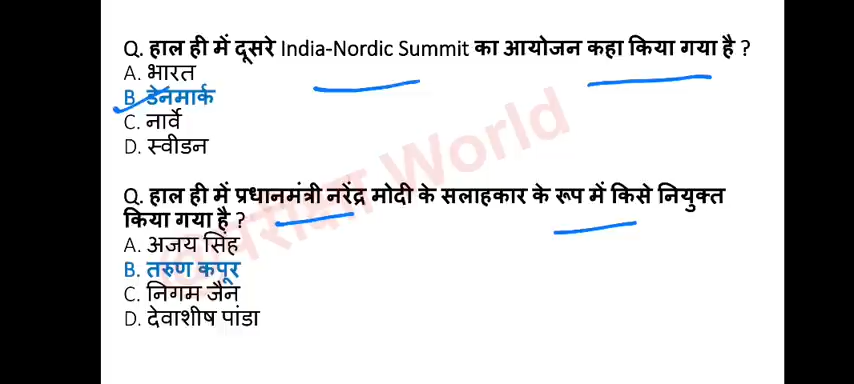 Q. हाल ही में दूसरे India-Nordic Summit का आयोजन कहा किया गया है ?
A. भारत
B. डेनमार्क
C. नार्वे
D. स्वीडन
Q. हाल ही में प्रधानमंत्री नरेंद्र मोदी के सलाहकार के रूप में किसे नियुक्त
किया गया है ?
A. अजय सिंह
B. तरुण कपूर
C. निगम जैन
D. देवाशीष पांडा
World